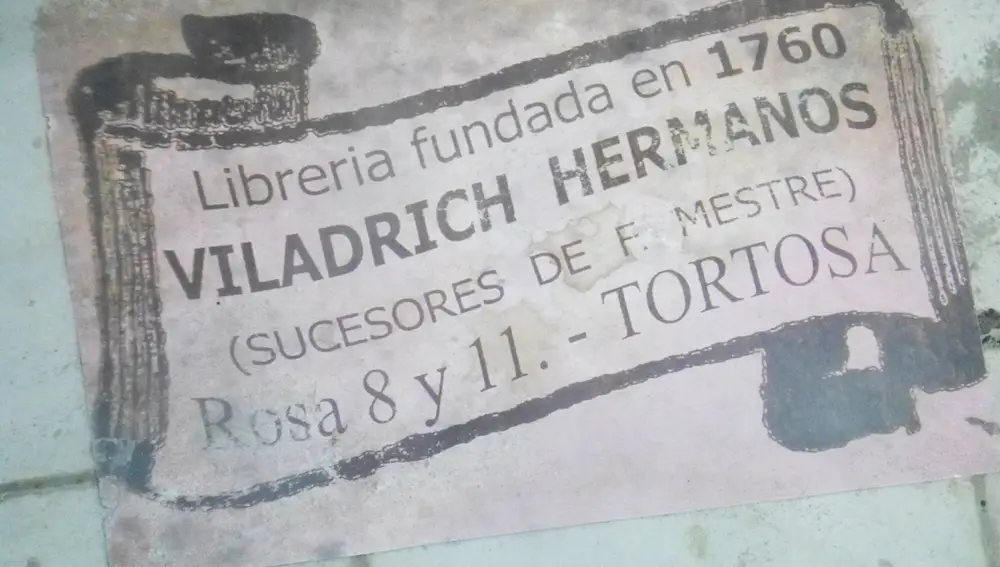 Libreria fundada en 1760
VILADRICH HERMANOS
(SUCESORES DE F. MESTRE)
Rosa 8 y 11. - TORTOSA